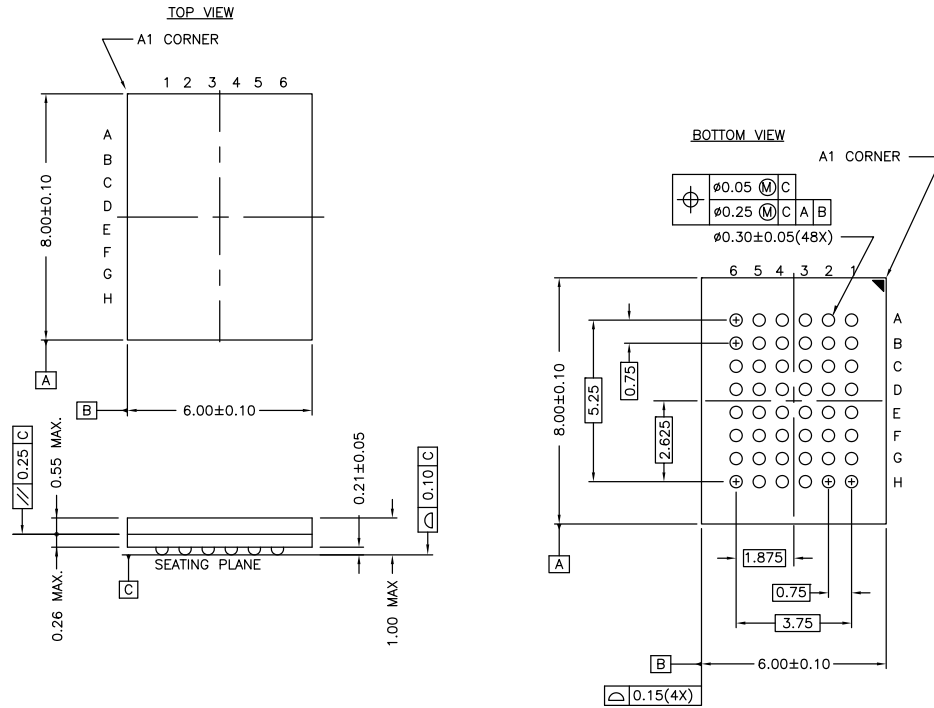 TOP VIEW
A1 CORNER
1 2 3 4 5 6
A
B
C
D
E
F
G
H
8.00±0.10
A
B
6.00±0.10
// 0.25 C
0.55 MAX.
0.21±0.05
0.10 C
SEATING PLANE
C
0.26 MAX.
1.00 MAX
BOTTOM VIEW
A1 CORNER
ø0.05 Ⓜ C
ø0.25 Ⓜ C A B
ø0.30±0.05(48X)
6 5 4 3 2 1
A
B
C
D
E
F
G
H
8.00±0.10
5.25
0.75
2.625
A
1.875
0.75
3.75
B
6.00±0.10
0.15(4X)